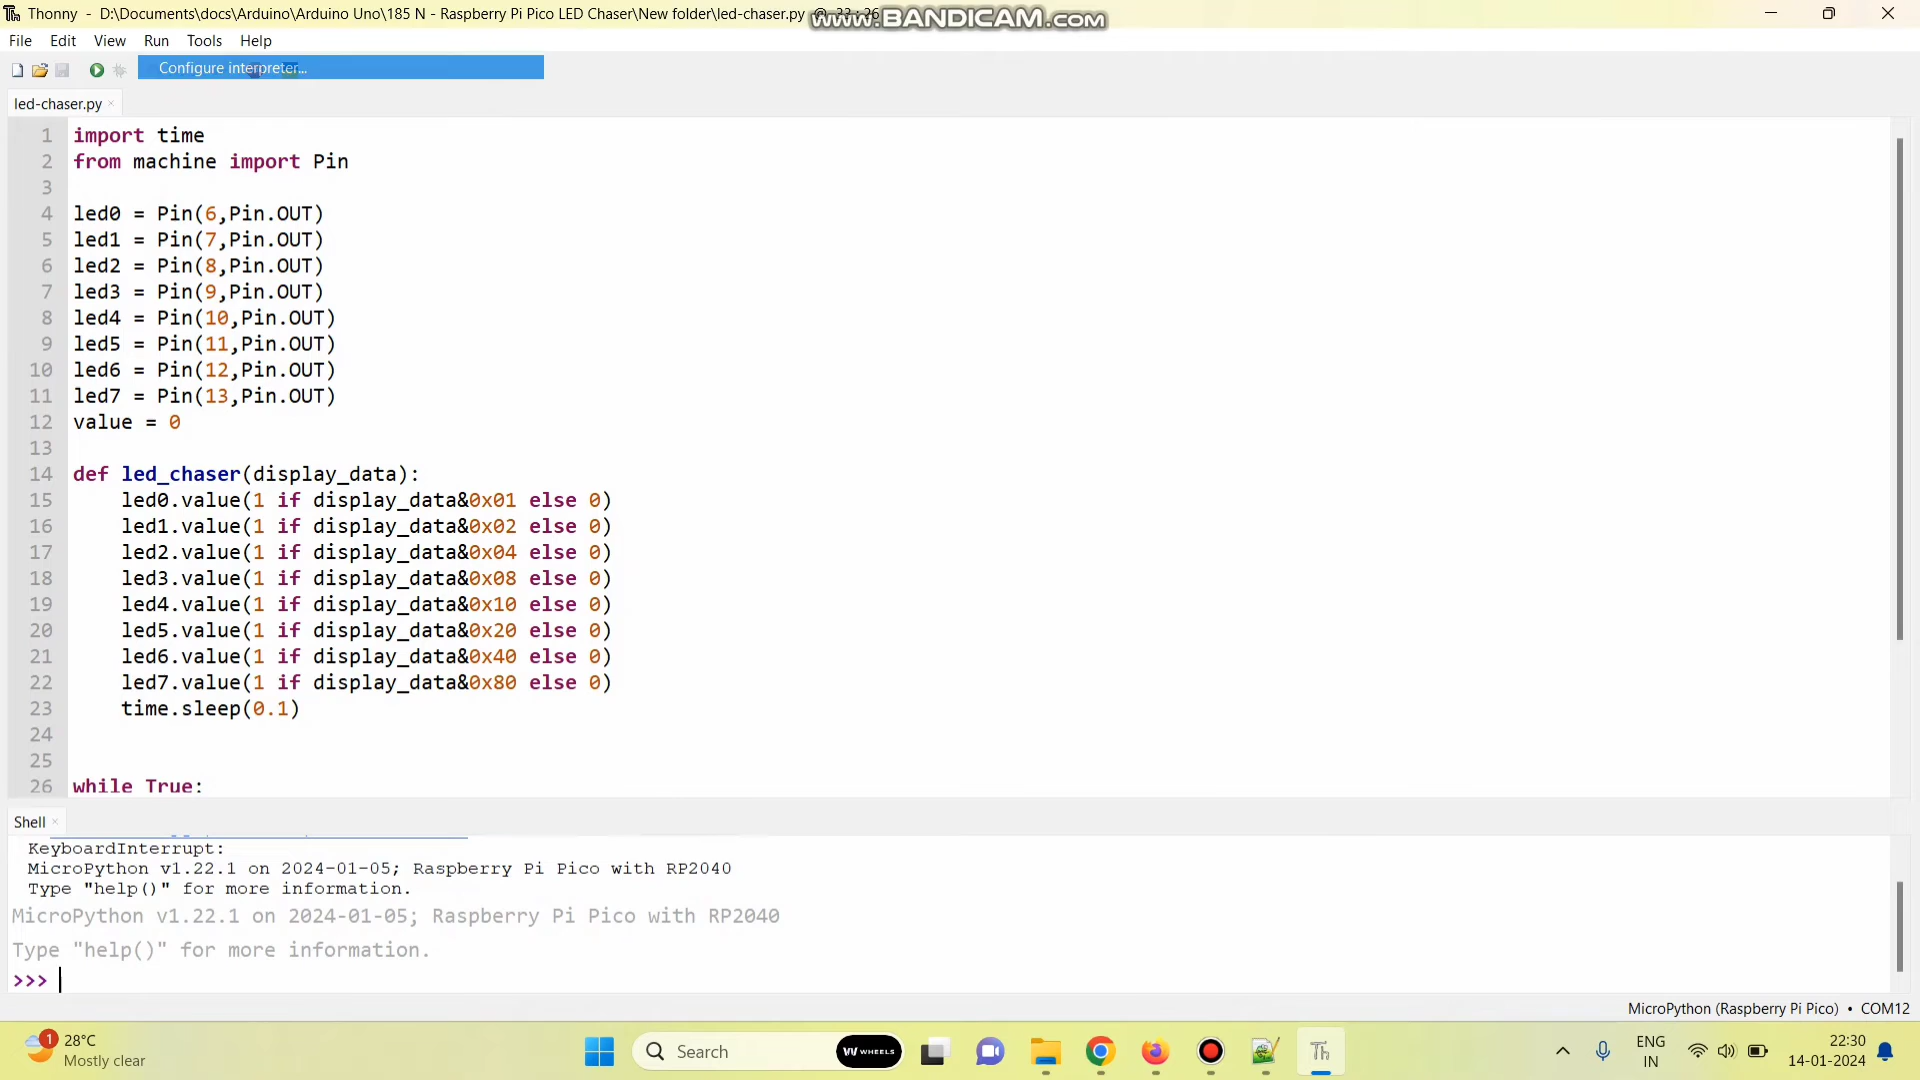 Thonny - D:\Documents\docs\Arduino\Arduino Uno\185 N - Raspberry Pi Pico LED Chaser\New folder\led-chaser.py @
www.BANDICAM.com
File Edit View Run Tools Help
Configure interpreter...
led-chaser.py ×
1 import time
2 from machine import Pin
3
4 led0 = Pin(6,Pin.OUT)
5 led1 = Pin(7,Pin.OUT)
6 led2 = Pin(8,Pin.OUT)
7 led3 = Pin(9,Pin.OUT)
8 led4 = Pin(10,Pin.OUT)
9 led5 = Pin(11,Pin.OUT)
10 led6 = Pin(12,Pin.OUT)
11 led7 = Pin(13,Pin.OUT)
12 value = 0
13
14 def led_chaser(display_data):
15 led0.value(1 if display_data&0x01 else 0)
16 led1.value(1 if display_data&0x02 else 0)
17 led2.value(1 if display_data&0x04 else 0)
18 led3.value(1 if display_data&0x08 else 0)
19 led4.value(1 if display_data&0x10 else 0)
20 led5.value(1 if display_data&0x20 else 0)
21 led6.value(1 if display_data&0x40 else 0)
22 led7.value(1 if display_data&0x80 else 0)
23 time.sleep(0.1)
24
25
26 while True:
Shell ×
KeyboardInterrupt:
MicroPython v1.22.1 on 2024-01-05; Raspberry Pi Pico with RP2040
Type "help()" for more information.
MicroPython v1.22.1 on 2024-01-05; Raspberry Pi Pico with RP2040
Type "help()" for more information.
>>>
MicroPython (Raspberry Pi Pico) • COM12
1
28°C
Mostly clear
Search
WHEELS
Th
ENG
IN
22:30
14-01-2024